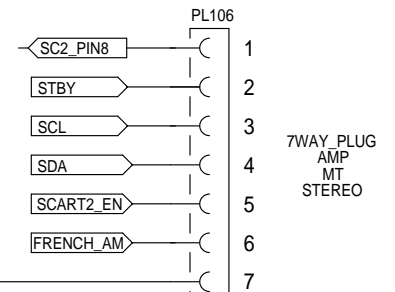 PL106
SC2_PIN8 1
STBY 2
SCL 3
SDA 4
SCART2_EN 5
FRENCH_AM 6
7
7WAY_PLUG
AMP
MT
STEREO